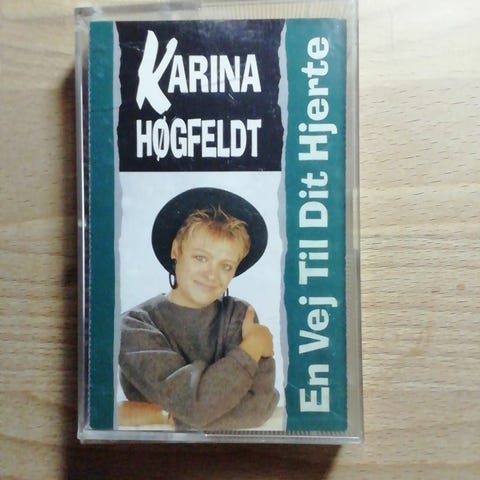 KARINA
HØGFELDT
En Vej Til Dit Hjerte